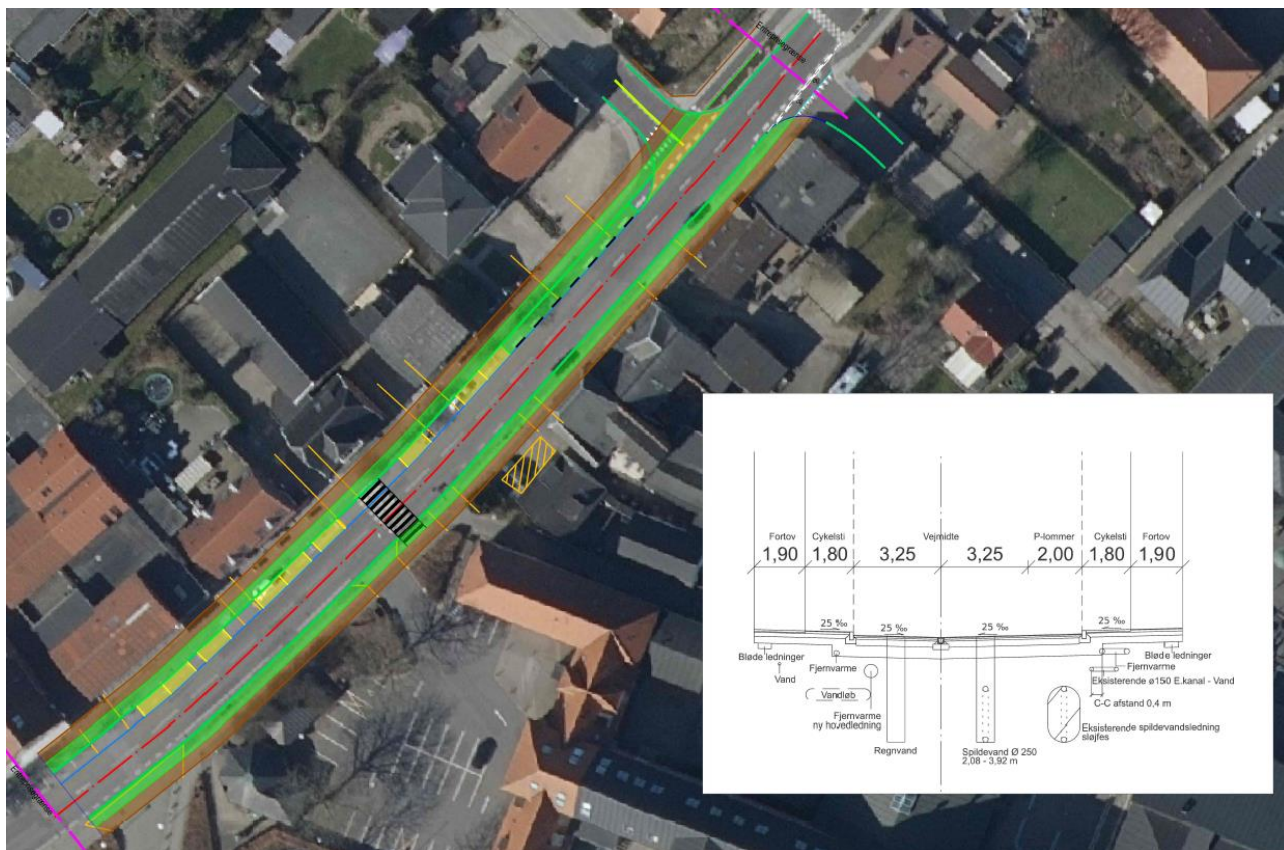 Entreprisegrænse
Entreprisegrænse
Fortov
Cykelsti
Vejmidte
P-lommer
Cykelsti
Fortov
1,90
1,80
3,25
3,25
2,00
1,80
1,90
25 ‰
25 ‰
25 ‰
25 ‰
Bløde ledninger
Vand
Fjernvarme
Vandløb
Fjernvarme
ny hovedledning
Regnvand
Spildevand Ø 250
2,08 - 3,92 m
Bløde ledninger
Fjernvarme
Eksisterende ø150 E.kanal - Vand
C-C afstand 0,4 m
Eksisterende spildevandsledning
sløjfes